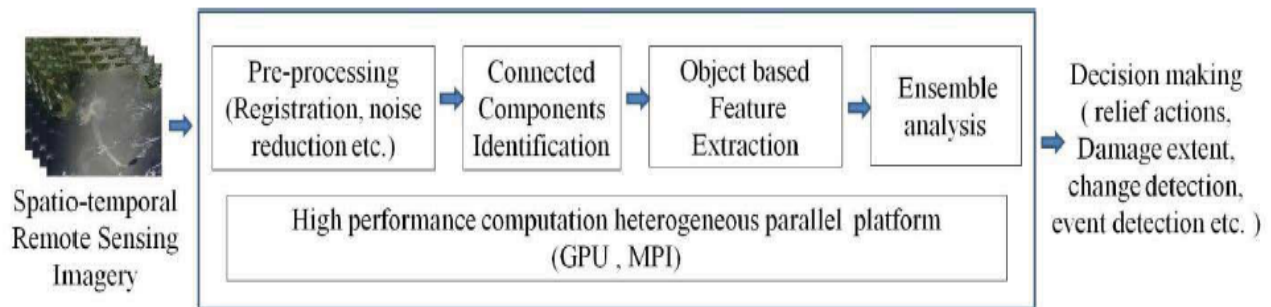 Spatio-temporal
Remote Sensing
Imagery
Pre-processing
(Registration, noise
reduction etc.)
Connected
Components
Identification
Object based
Feature
Extraction
Ensemble
analysis
High performance computation heterogeneous parallel platform
(GPU , MPI)
Decision making
( relief actions,
Damage extent,
change detection,
event detection etc. )